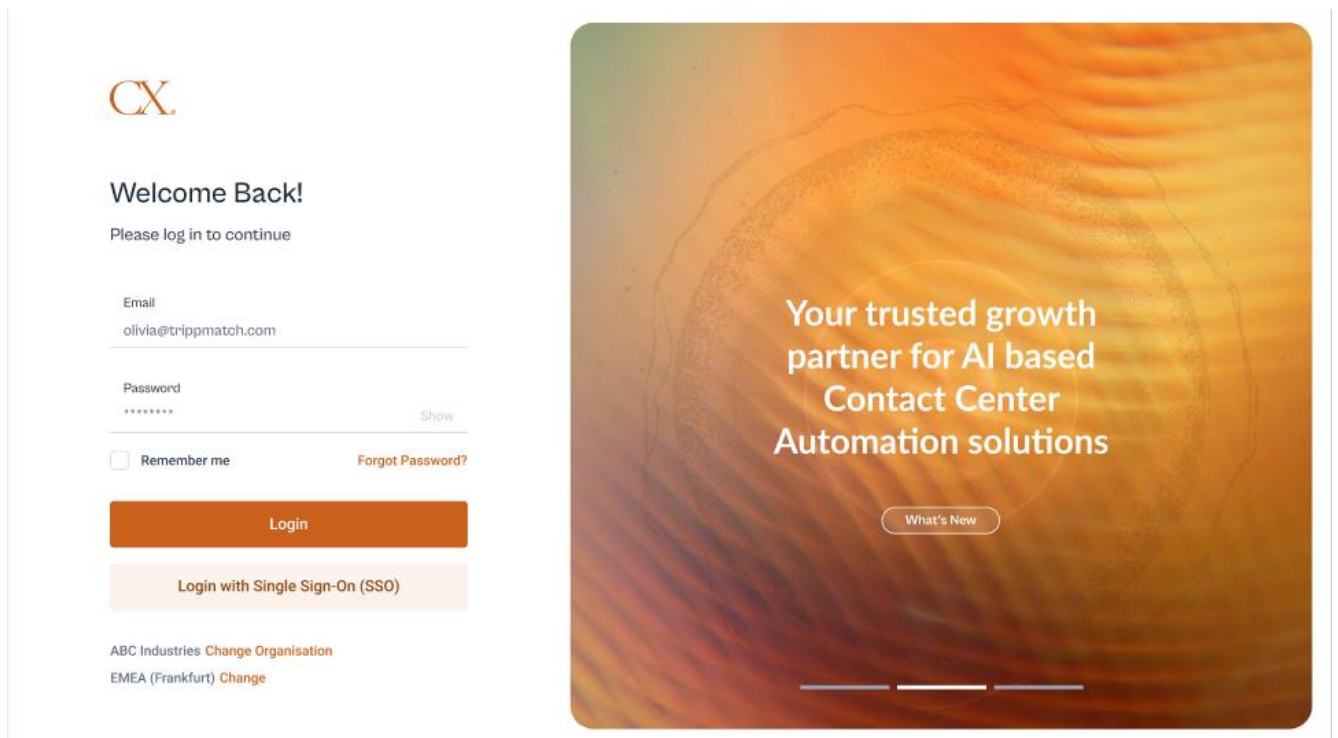 CX
Welcome Back!
Please log in to continue
Email
olivia@trippmatch.com
Password
********
Show
Remember me
Forgot Password?
Login
Login with Single Sign-On (SSO)
ABC Industries Change Organisation
EMEA (Frankfurt) Change
Your trusted growth
partner for AI based
Contact Center
Automation solutions
What's New